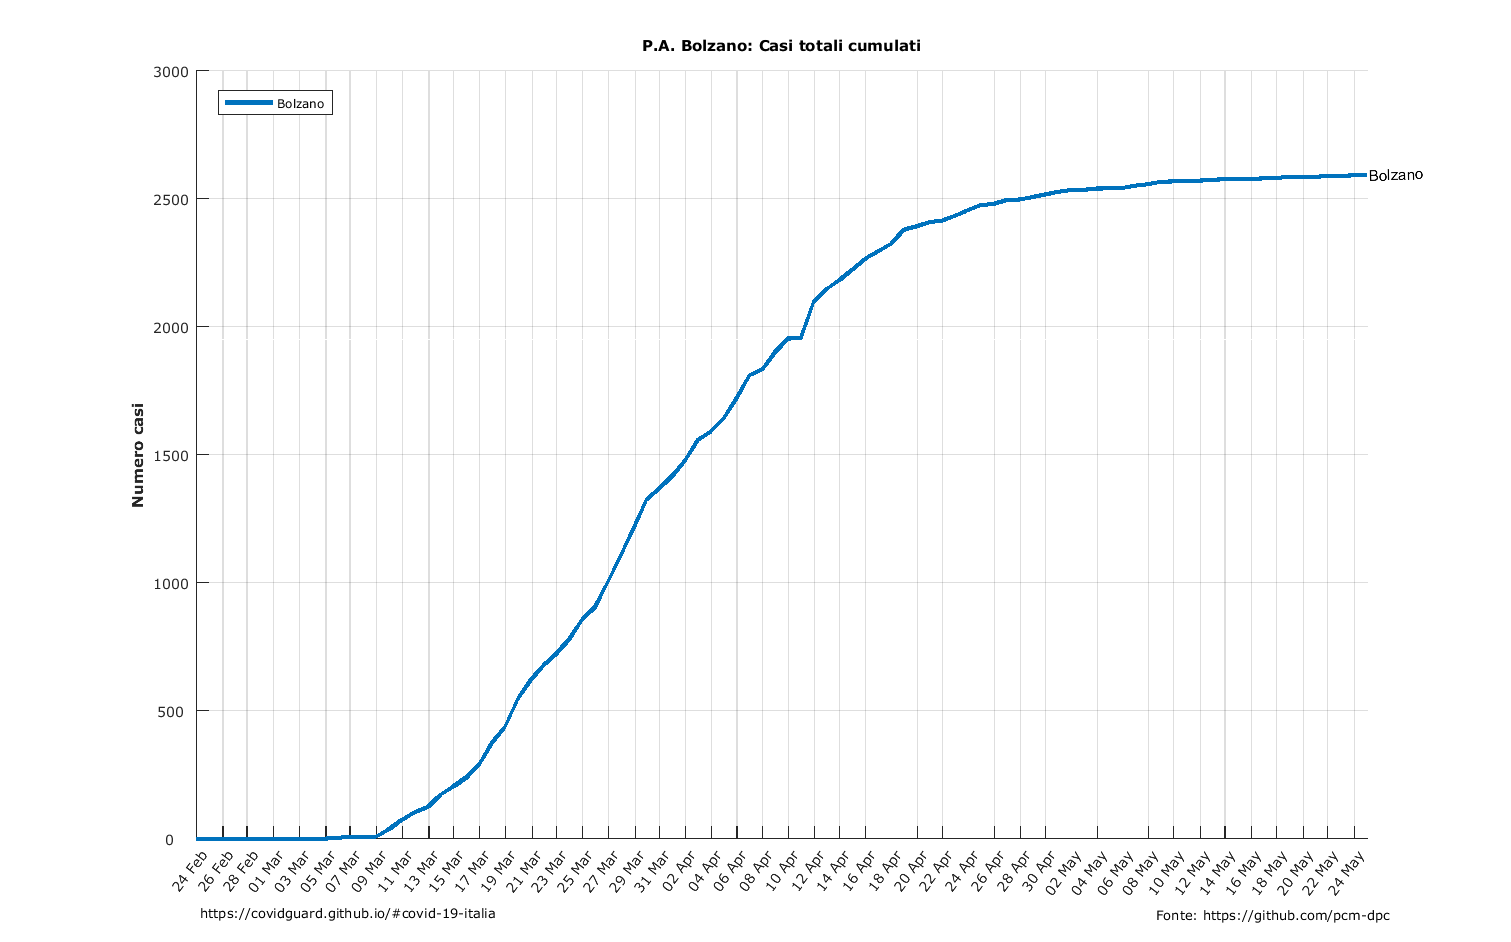 P.A. Bolzano: Casi totali cumulati
3000
2500
2000
1500
1000
500
0
Numero casi
Bolzano
Bolzano
24 Feb
26 Feb
28 Feb
01 Mar
03 Mar
05 Mar
07 Mar
09 Mar
11 Mar
13 Mar
15 Mar
17 Mar
19 Mar
21 Mar
23 Mar
25 Mar
27 Mar
29 Mar
31 Mar
02 Apr
04 Apr
06 Apr
08 Apr
10 Apr
12 Apr
14 Apr
16 Apr
18 Apr
20 Apr
22 Apr
24 Apr
26 Apr
28 Apr
30 Apr
02 May
04 May
06 May
08 May
10 May
12 May
14 May
16 May
18 May
20 May
22 May
24 May
https://covidguard.github.io/#covid-19-italia
Fonte: https://github.com/pcm-dpc